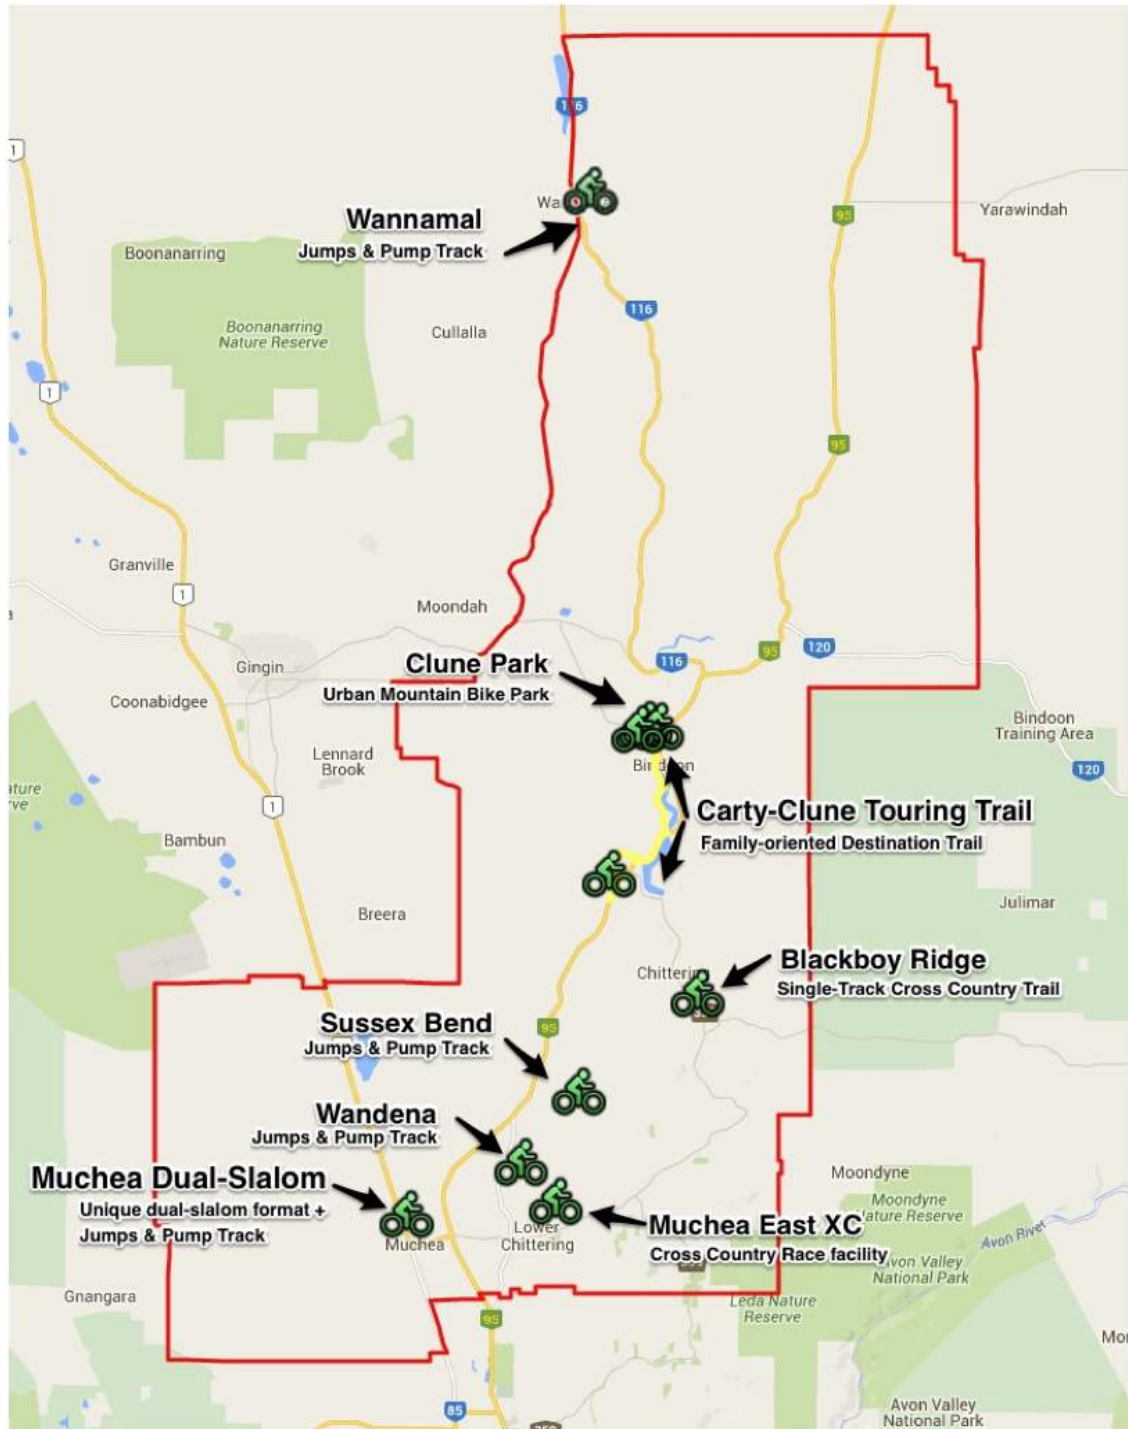 116
1
Wannamal
Jumps & Pump Track
95
Yarawindah
Boonanarring
116
Boonanarring
Nature Reserve
Cullalla
1
95
Granville
1
Moondah
Clune Park
Urban Mountain Bike Park
116
95
120
Gingin
Coonabidgee
Bindoon
Training Area
Lennard
Brook
Bindoon
120
1
Carty-Clune Touring Trail
Family-oriented Destination Trail
Bambun
Breera
Julimar
Chittering
Blackboy Ridge
Single-Track Cross Country Trail
Sussex Bend
Jumps & Pump Track
95
Wandena
Jumps & Pump Track
Muchea Dual-Slalom
Unique dual-slalom format +
Jumps & Pump Track
Moondyne
Moondyne
Nature Reserve
Muchea East XC
Cross Country Race facility
Muchea
Lower
Chittering
Avon River
Avon Valley
National Park
Gnangara
Leda Nature
Reserve
95
85
Avon Valley
National Park